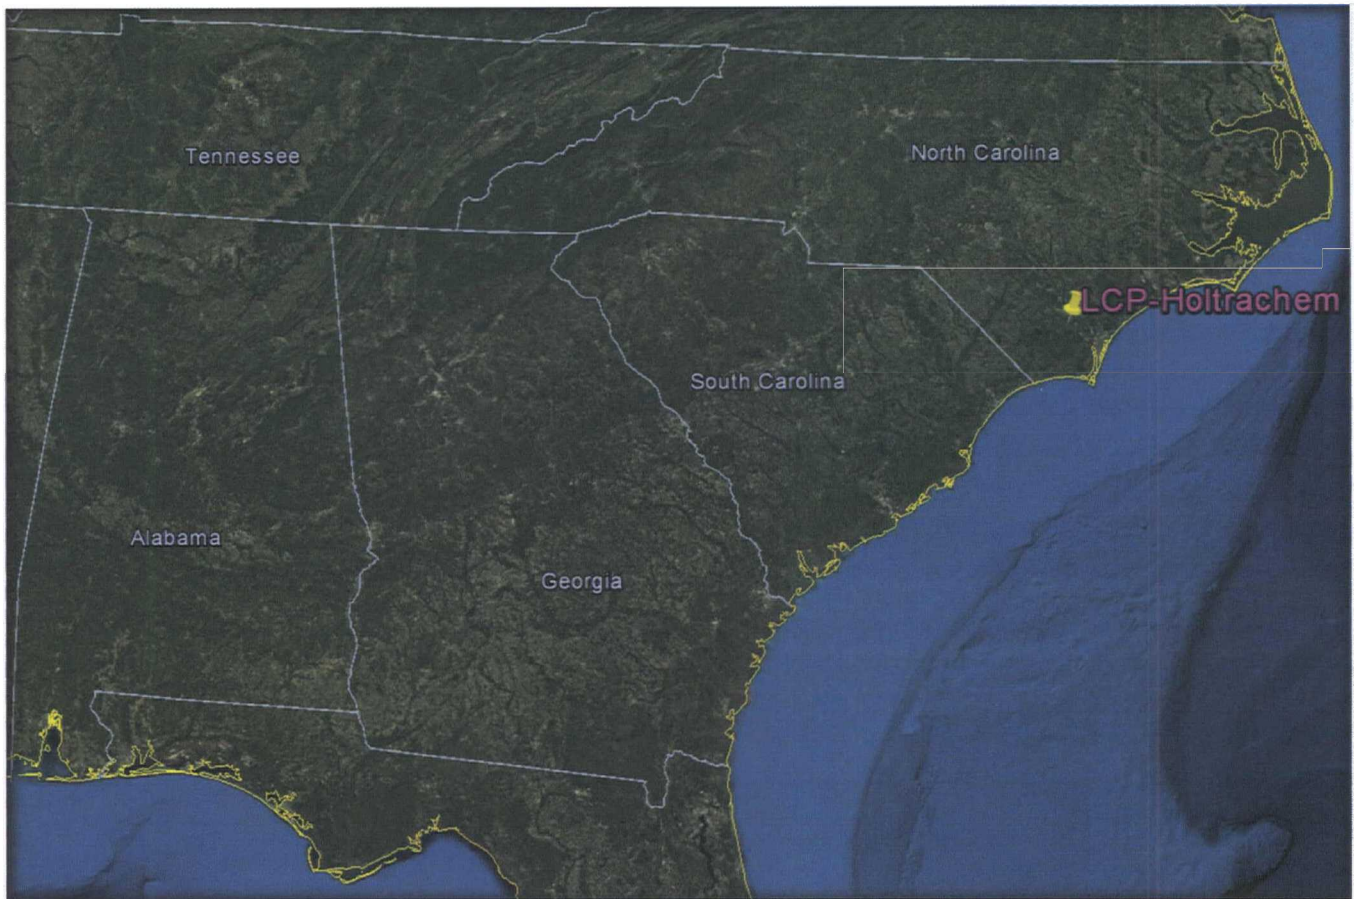 Tennessee
North Carolina
LCP-Holtrachem
South Carolina
Alabama
Georgia